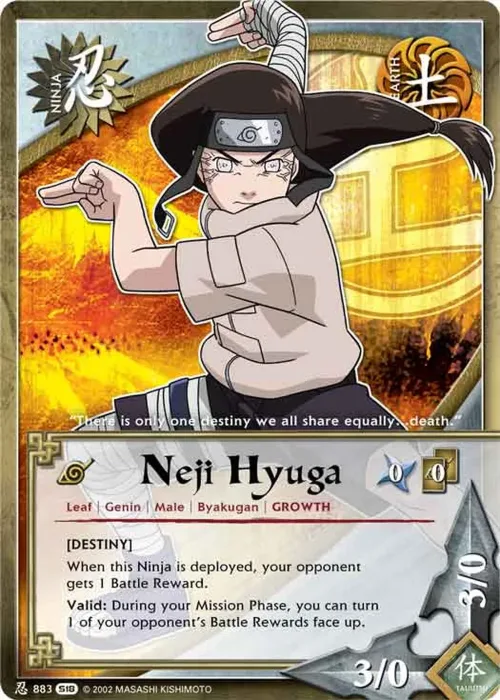 NINJA
忍
EARTH
土
"There is only one destiny we all share equally...death."
Neji Hyuga
0
0
Leaf | Genin | Male | Byakugan | GROWTH
[DESTINY]
When this Ninja is deployed, your opponent
gets 1 Battle Reward.
Valid: During your Mission Phase, you can turn
1 of your opponent's Battle Rewards face up.
3/0
3/0
体
TAIJUTSU
忍 883 S18 © 2002 MASASHI KISHIMOTO